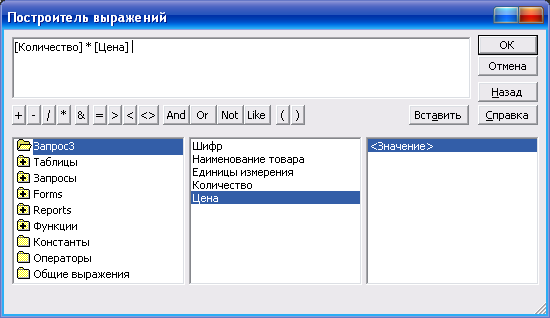 Построитель выражений
[Количество] * [Цена]
OK
Отмена
Назад
+ - / * & = > < <> And Or Not Like ( ) Вставить Справка
Запрос3
Таблицы
Запросы
Forms
Reports
Функции
Константы
Операторы
Общие выражения
Шифр
Наименование товара
Единицы измерения
Количество
Цена
<Значение>